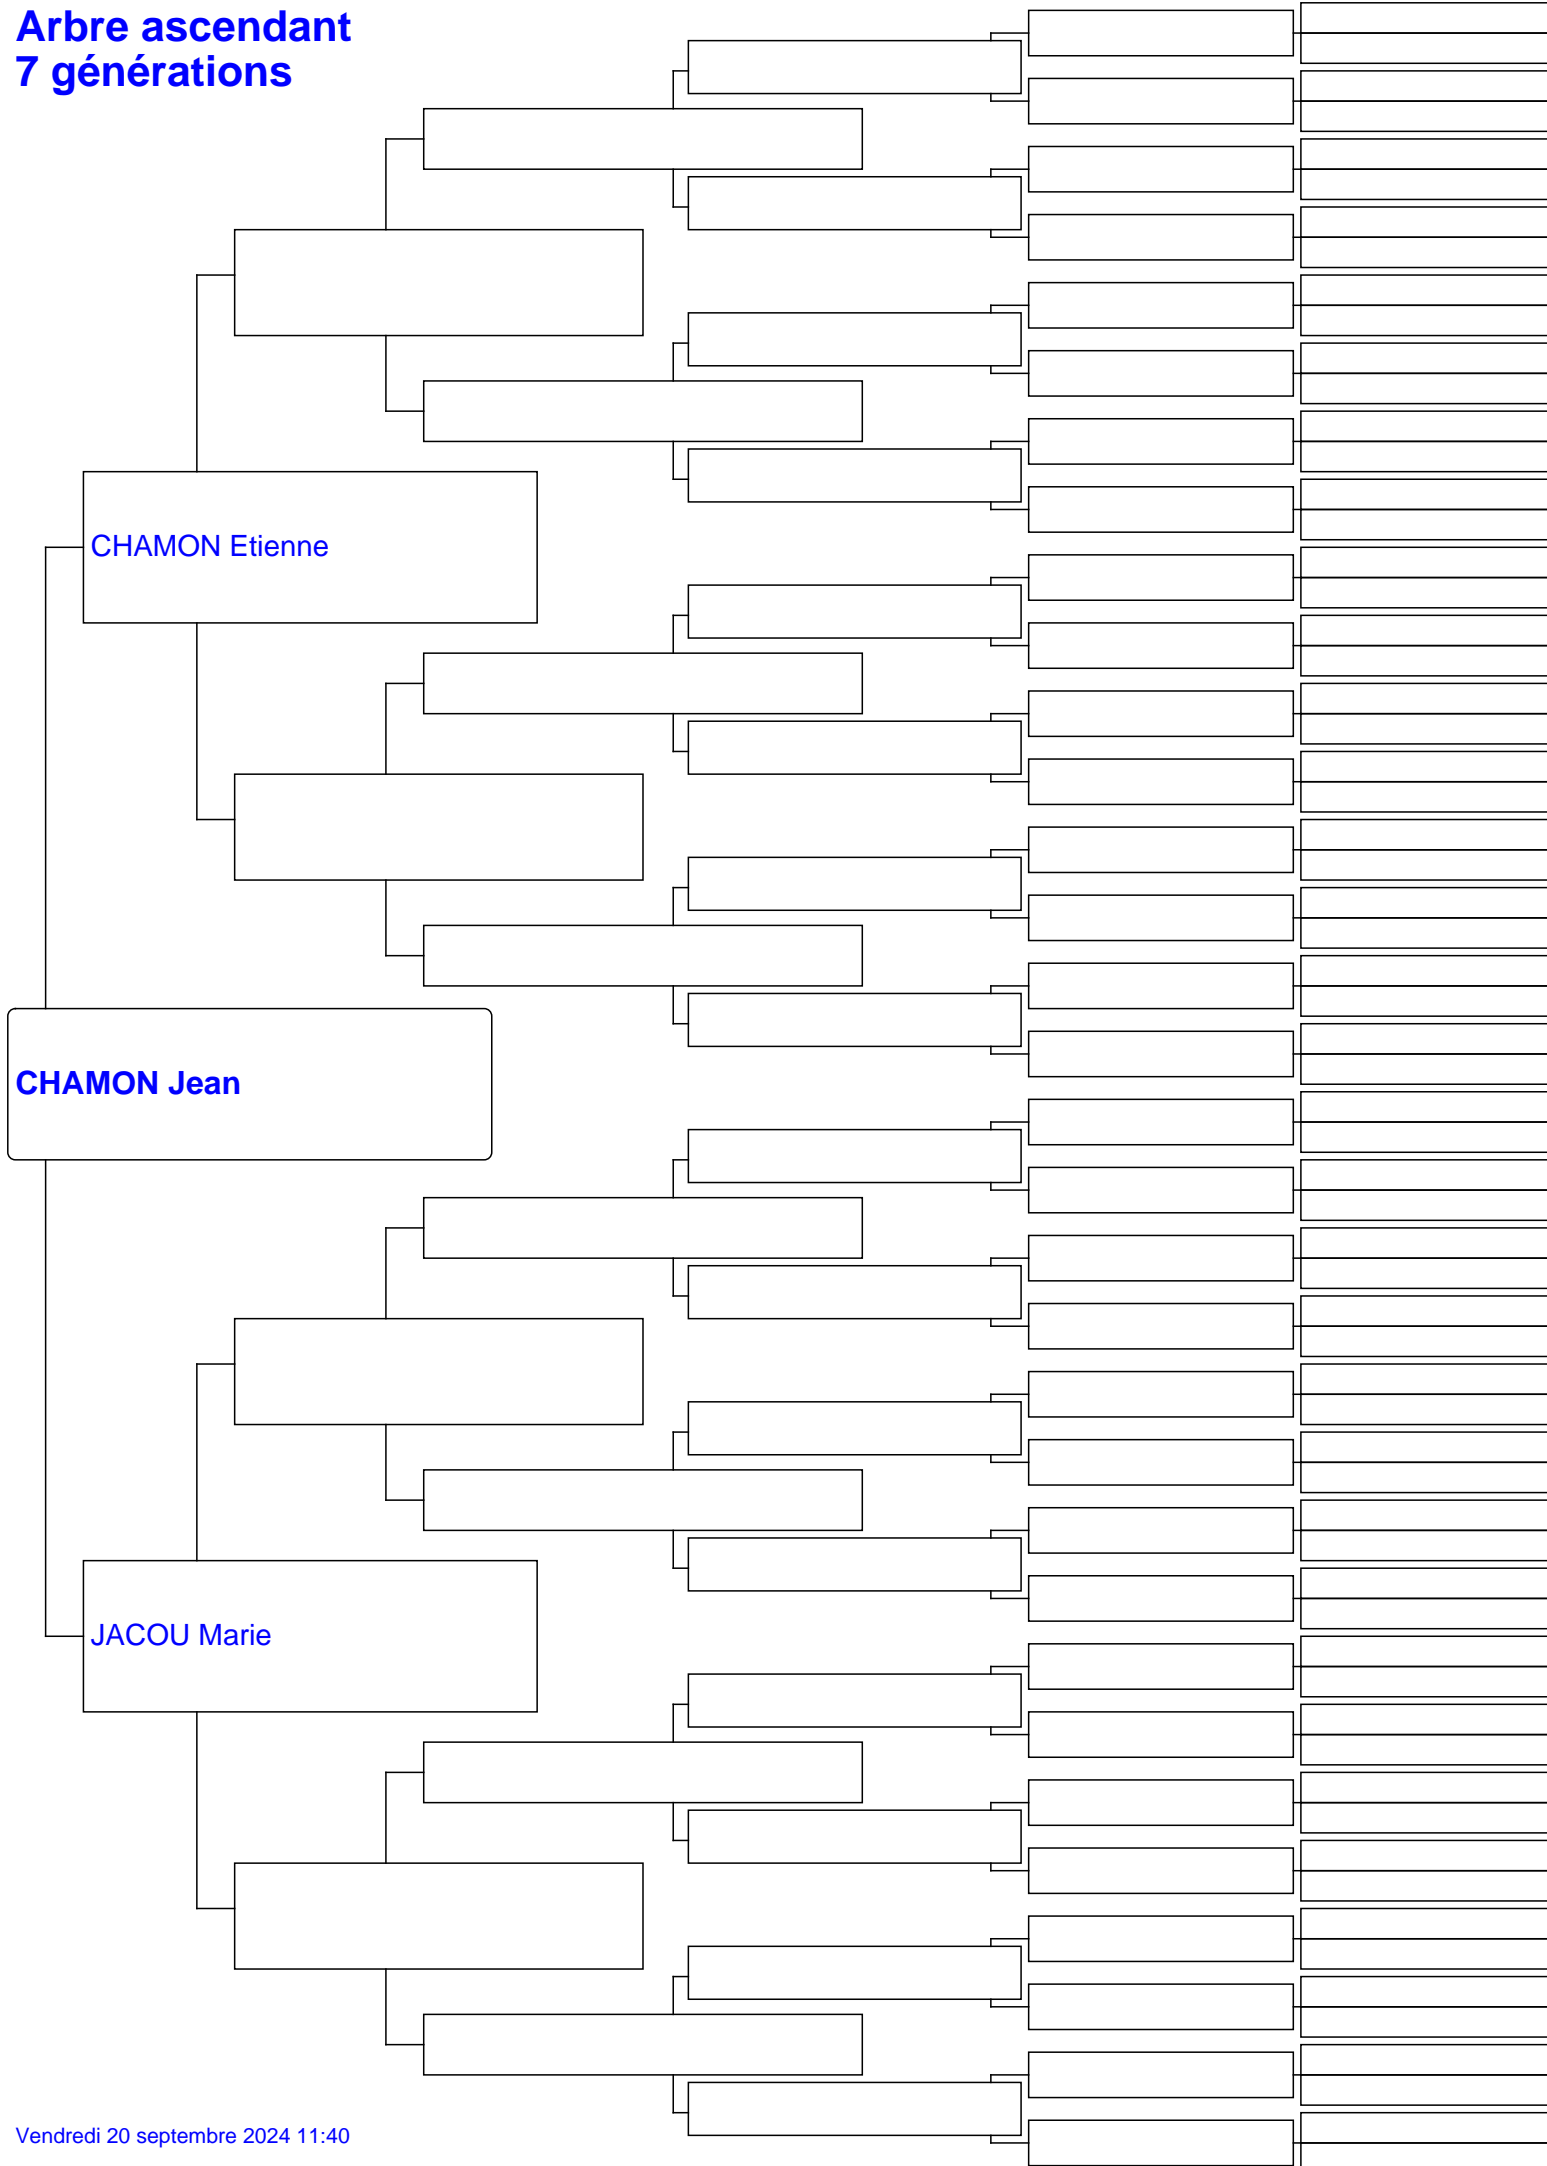 Arbre ascendant
7 générations
CHAMON Etienne
CHAMON Jean
JACOU Marie
Vendredi 20 septembre 2024 11:40